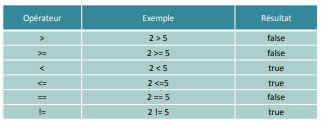 Opérateur Exemple Résultat
> 2 > 5 false
>= 2 >= 5 false
< 2 < 5 true
<= 2 <=5 true
== 2 == 5 false
!= 2 != 5 true